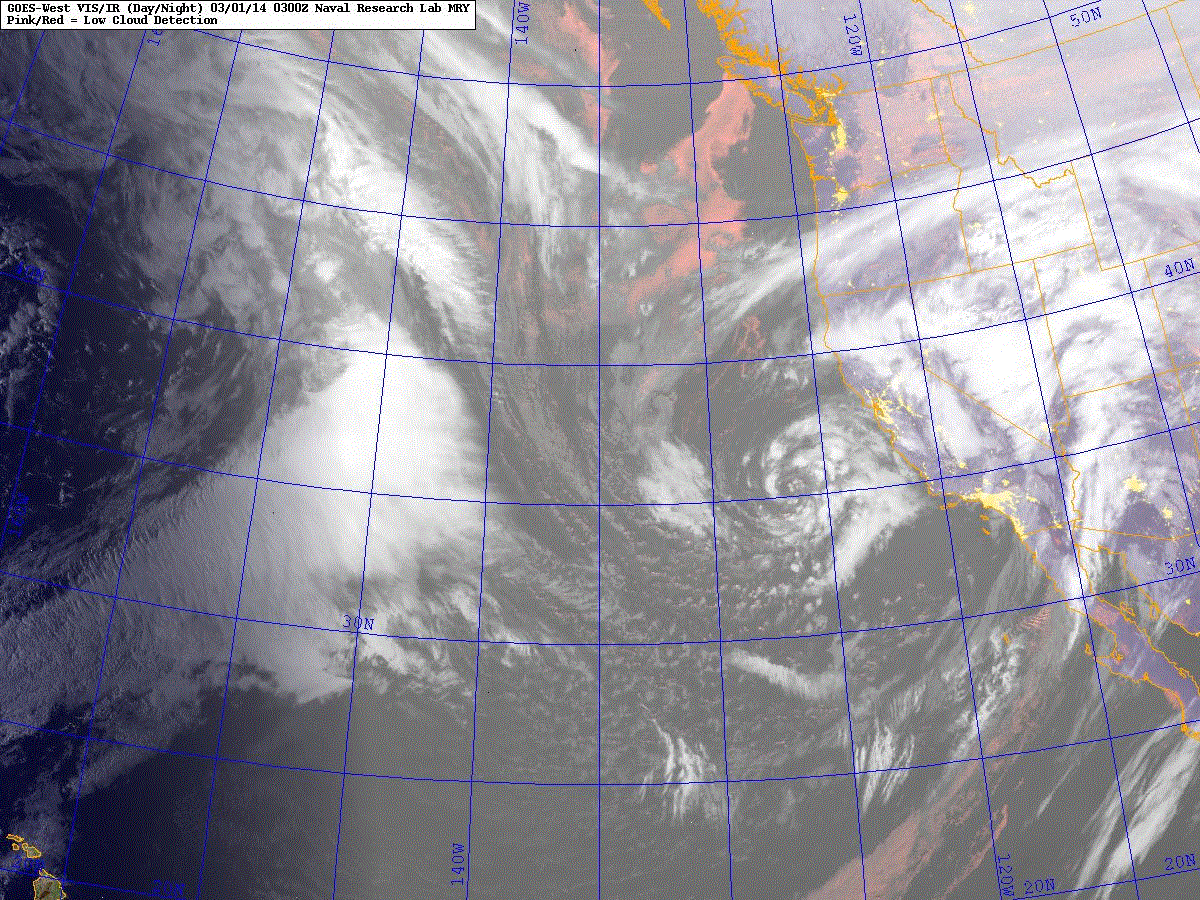 GOES-West VIS/IR (Day/Night) 03/01/14 0300Z Naval Research Lab MRY
Pink/Red = Low Cloud Detection
140W
120W
50N
40N
30N
30N
140W
120W
20N
20N